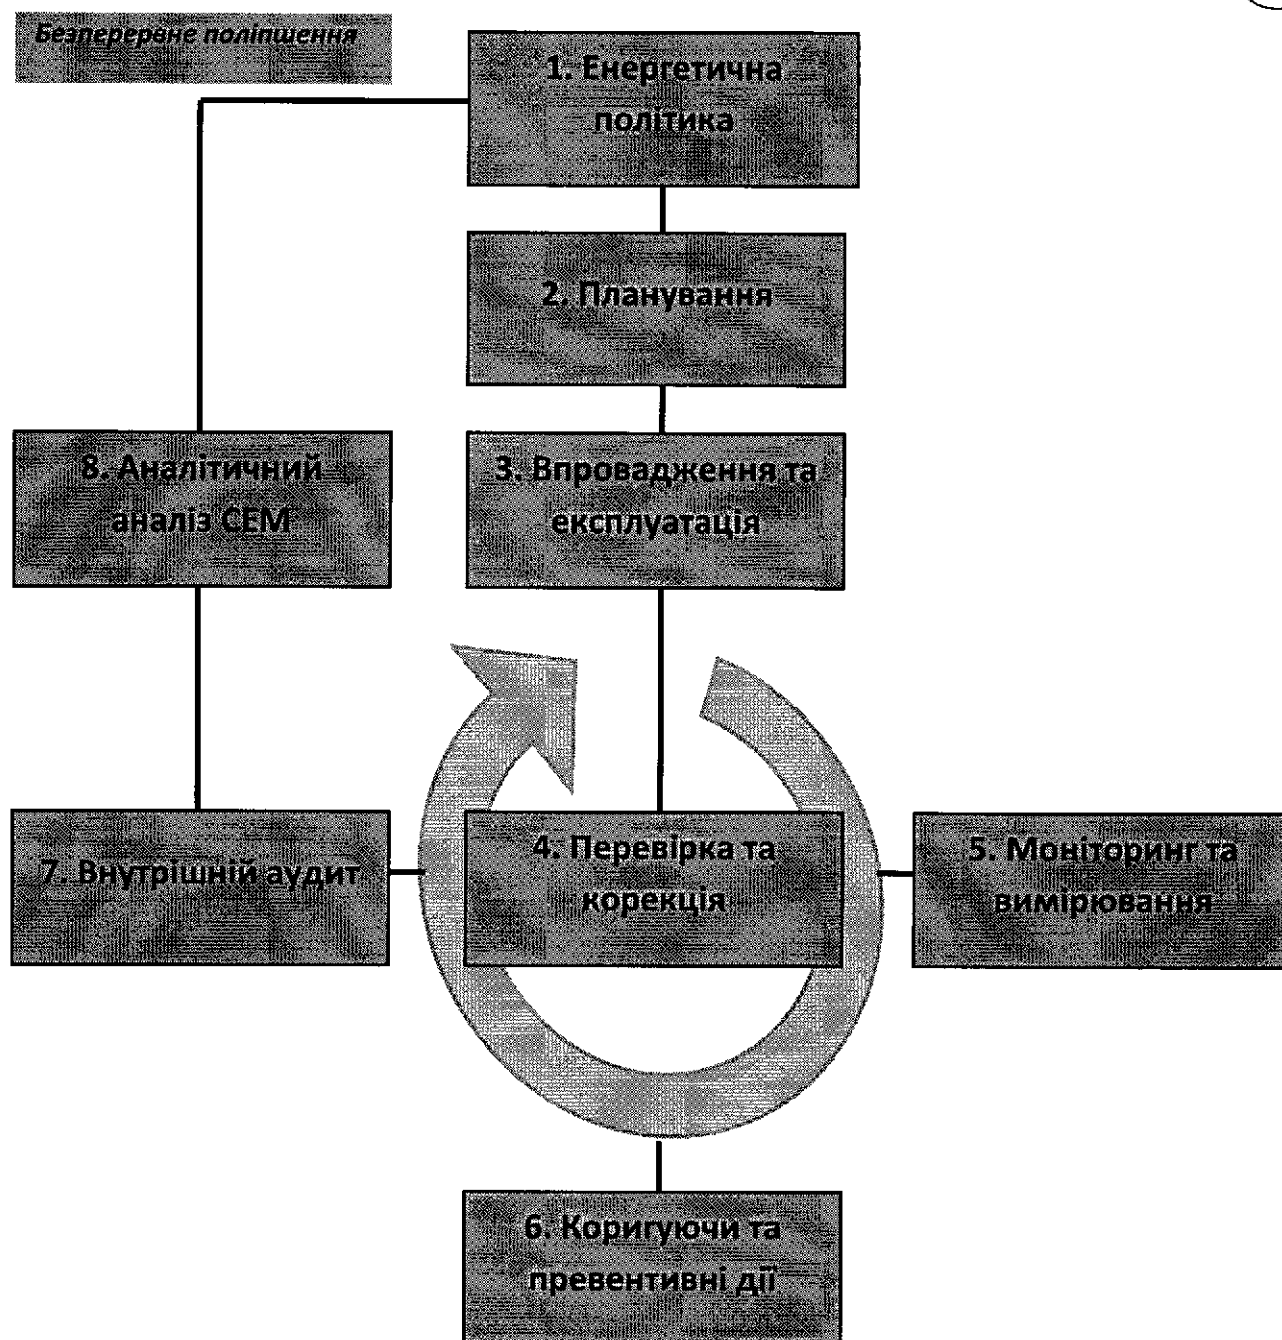 Безперервне поліпшення
1. Енергетична
політика
2. Планування
8. Аналітичний
аналіз СЕМ
3. Впровадження та
експлуатація
7. Внутрішній аудит
4. Перевірка та
корекція
5. Моніторинг та
вимірювання
6. Коригуючи та
превентивні дії